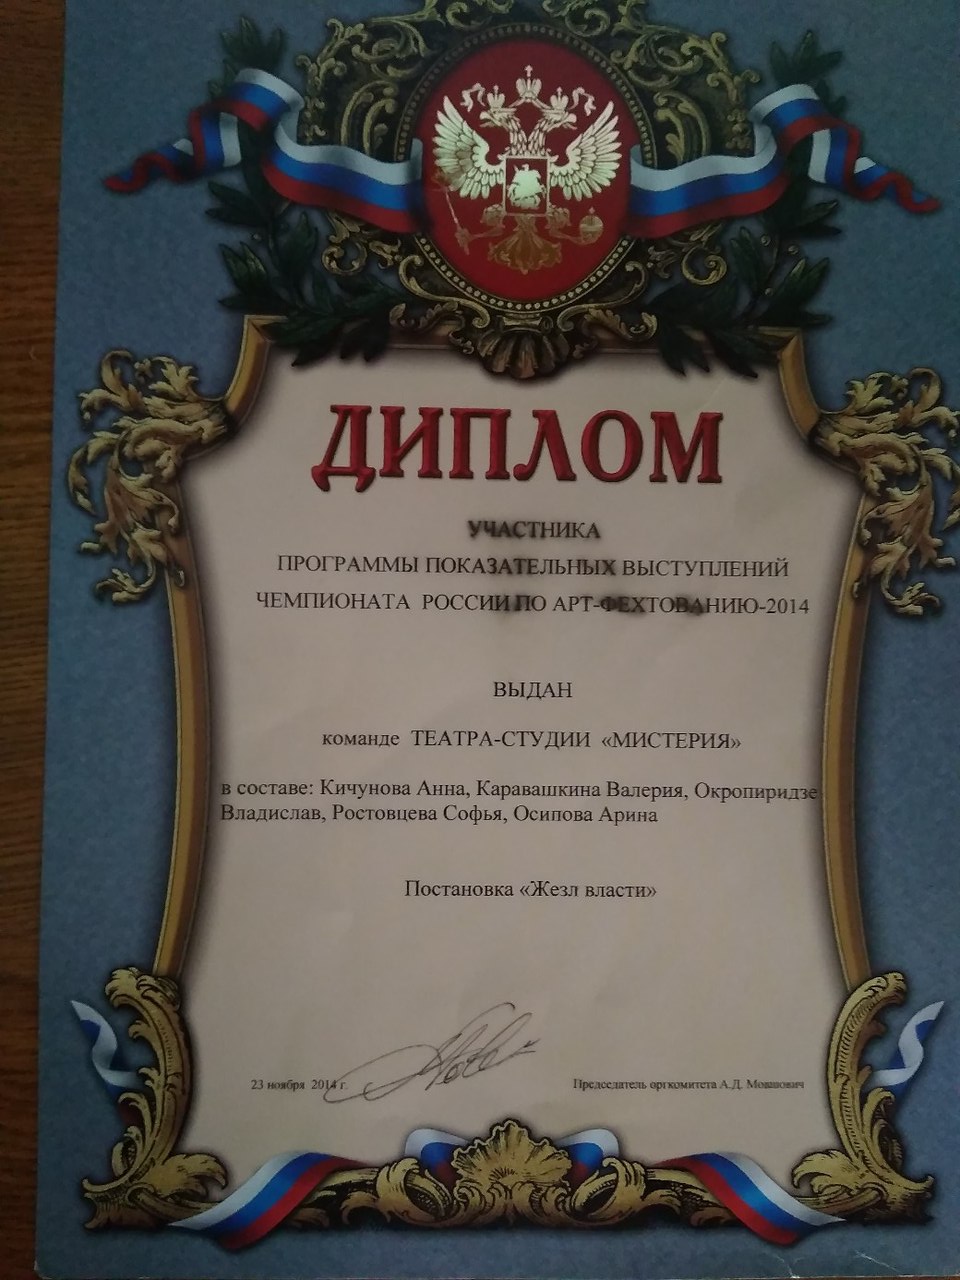 ДИПЛОМ
УЧАСТНИКА
ПРОГРАММЫ ПОКАЗАТЕЛЬНЫХ ВЫСТУПЛЕНИЙ
ЧЕМПИОНАТА РОССИИ ПО АРТ-ФЕХТОВАНИЮ-2014
ВЫДАН
команде ТЕАТРА-СТУДИИ «МИСТЕРИЯ»
в составе: Кичунова Анна, Каравашкина Валерия, Окропиридзе
Владислав, Ростовцева Софья, Осипова Арина
Постановка «Жезл власти»
23 ноября 2014 г.
Председатель оргкомитета А.Д. Мовшович